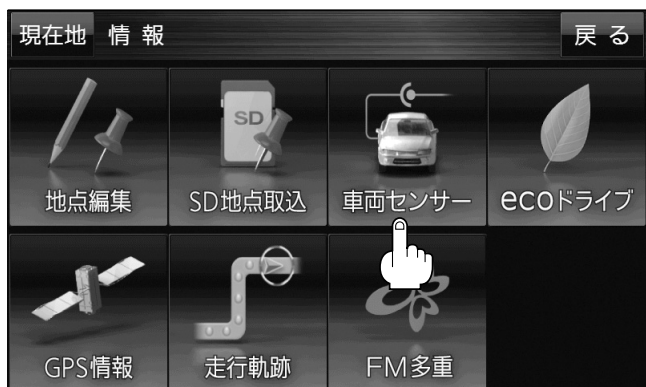 現在地 情報 戻る
SD
地点編集 SD地点取込 車両センサー ecoドライブ
GPS情報 走行軌跡 FM多重